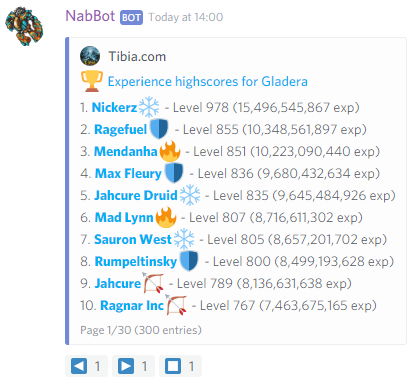 NabBot BOT Today at 14:00
Tibia.com
Experience highscores for Gladera
1. Nickerz - Level 978 (15,496,545,867 exp)
2. Ragefuel - Level 855 (10,348,561,897 exp)
3. Mendanha - Level 851 (10,223,090,440 exp)
4. Max Fleury - Level 836 (9,680,432,634 exp)
5. Jahcure Druid - Level 835 (9,645,484,926 exp)
6. Mad Lynn - Level 807 (8,716,611,302 exp)
7. Sauron West - Level 805 (8,657,201,702 exp)
8. Rumpeltinsky - Level 800 (8,499,193,628 exp)
9. Jahcure - Level 789 (8,136,631,638 exp)
10. Ragnar Inc - Level 767 (7,463,675,165 exp)
Page 1/30 (300 entries)
1 1 1